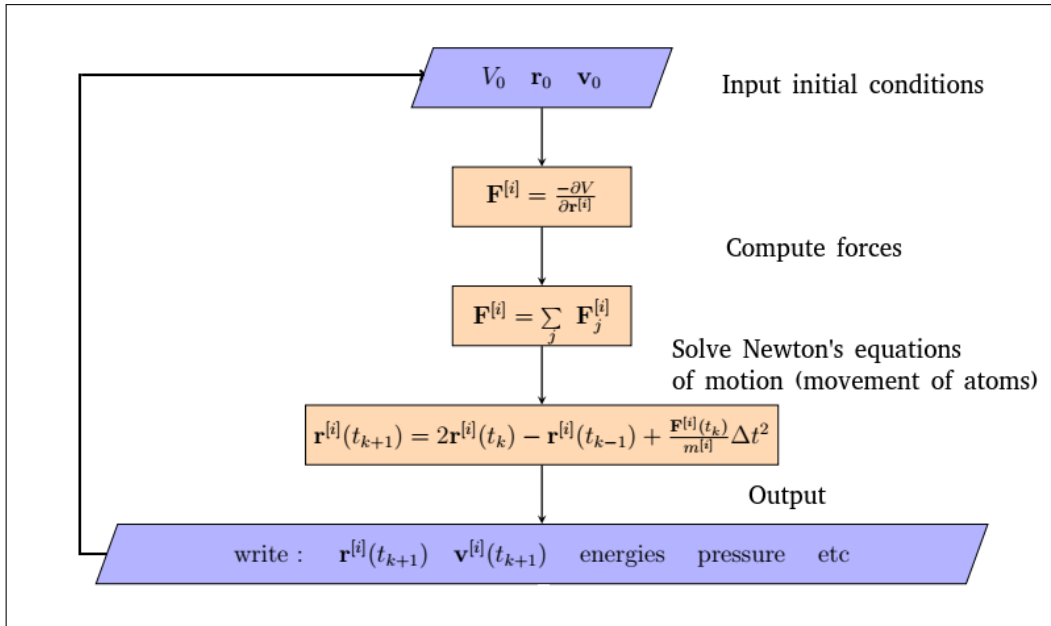 V₀ r₀ v₀
Input initial conditions
F^[i] = −∂V/∂r^[i]
Compute forces
F^[i] = ∑_j F_j^[i]
Solve Newton's equations
of motion (movement of atoms)
r^[i](t_{k+1}) = 2r^[i](t_k) − r^[i](t_{k−1}) + F^[i](t_k)/m^[i] Δt²
Output
write : r^[i](t_{k+1}) v^[i](t_{k+1}) energies pressure etc